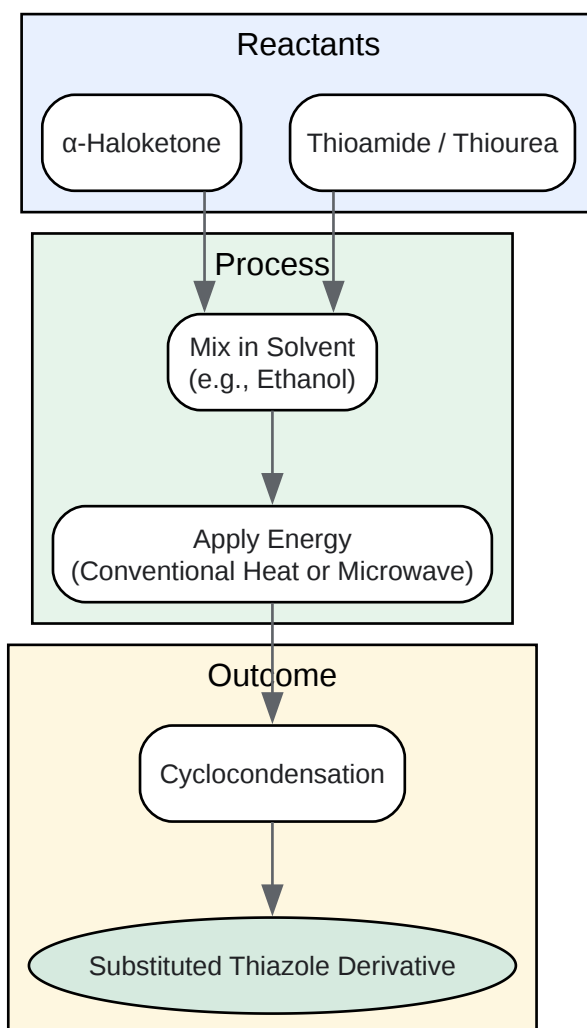 Reactants
α-Haloketone
Thioamide / Thiourea
Process
Mix in Solvent
(e.g., Ethanol)
Apply Energy
(Conventional Heat or Microwave)
Outcome
Cyclocondensation
Substituted Thiazole Derivative